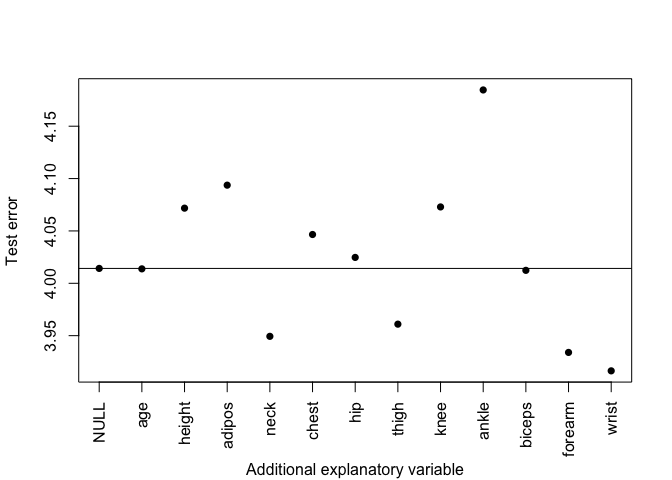 Test error
4.15
4.10
4.05
4.00
3.95
NULL
age
height
adipos
neck
chest
hip
thigh
knee
ankle
biceps
forearm
wrist
Additional explanatory variable